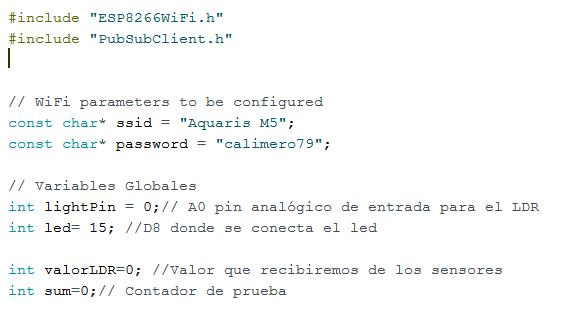 #include "ESP8266WiFi.h"
#include "PubSubClient.h"
// WiFi parameters to be configured
const char* ssid = "Aquaris M5";
const char* password = "calimero79";
// Variables Globales
int lightPin = 0;// A0 pin analógico de entrada para el LDR
int led= 15; //D8 donde se conecta el led
int valorLDR=0; //Valor que recibiremos de los sensores
int sum=0;// Contador de prueba